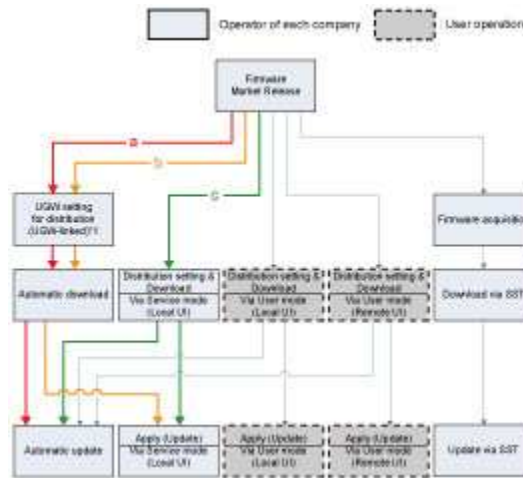 Operator of each company
User operation
Firmware
Market Release
a
b
c
UGW setting
for distribution
(UGW-linked)*1
Firmware acquisition
Automatic download
Distribution setting &
Download
Via Service mode
(Local UI)
Distribution setting &
Download
Via User mode
(Local UI)
Distribution setting &
Download
Via User mode
(Remote UI)
Download via SST
Automatic update
Apply (Update)
Via Service mode
(Local UI)
Apply (Update)
Via User mode
(Local UI)
Apply (Update)
Via User mode
(Remote UI)
Update via SST